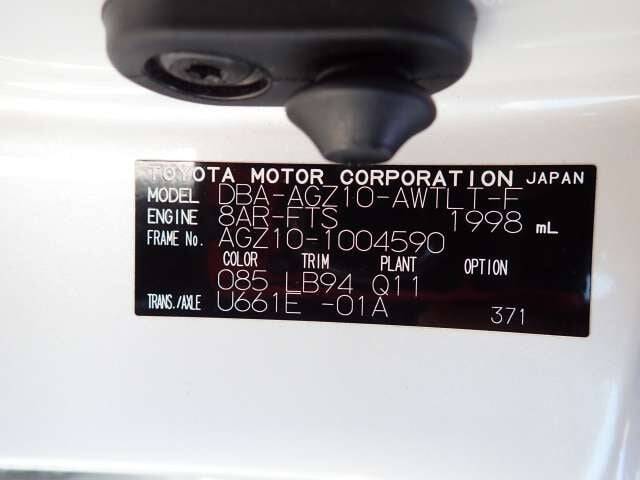 TOYOTA MOTOR CORPORATION JAPAN
MODEL DBA-AGZ10-AWTLT-F
ENGINE 8AR-FTS 1998 mL
FRAME No. AGZ10-1004590
COLOR TRIM PLANT OPTION
085 LB94 Q11
TRANS./AXLE U661E -01A
371